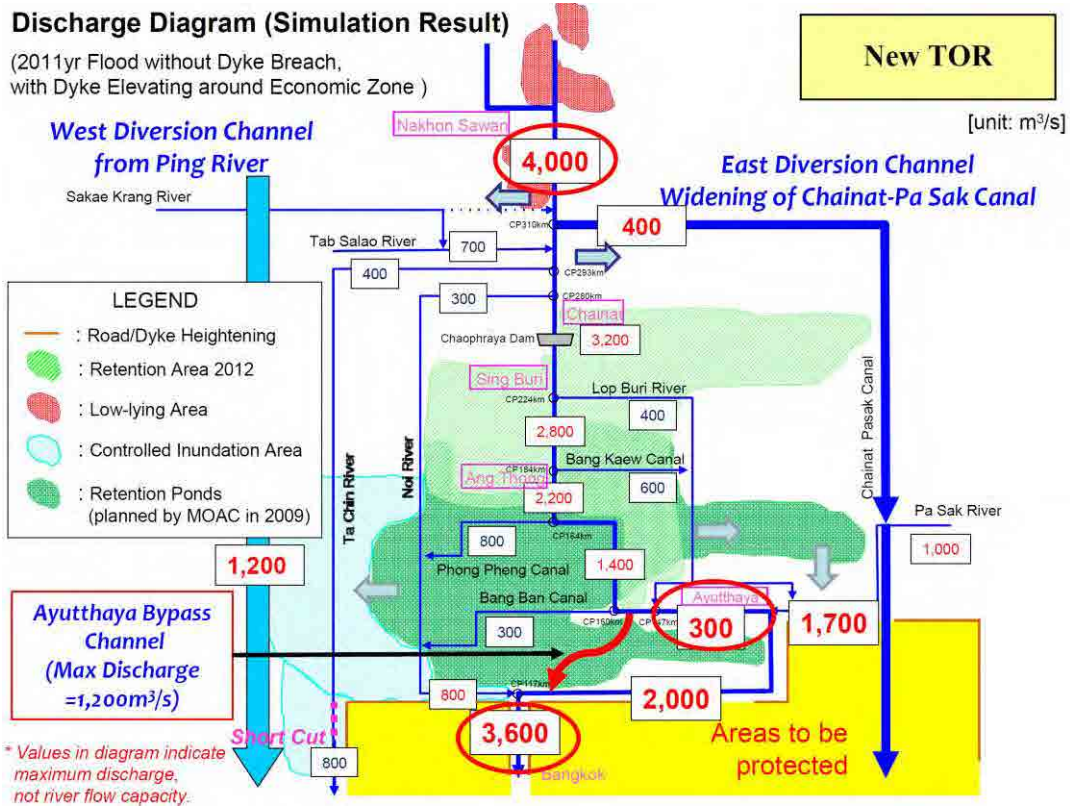 Discharge Diagram (Simulation Result)
(2011yr Flood without Dyke Breach,
with Dyke Elevating around Economic Zone )
New TOR
[unit: m³/s]
West Diversion Channel
from Ping River
Nakhon Sawan
4,000
East Diversion Channel
Widening of Chainat-Pa Sak Canal
Sakae Krang River
CP310km
400
Tab Salao River
700
400
CP293km
300
CP280km
LEGEND
: Road/Dyke Heightening
: Retention Area 2012
: Low-lying Area
: Controlled Inundation Area
: Retention Ponds
(planned by MOAC in 2009)
Chainat
Chaophraya Dam
3,200
Sing Buri
Lop Buri River
CP224km
400
2,800
Bang Kaew Canal
CP184km
Ang Thong
600
2,200
Ta Chin River
Noi River
Chainat Pasak Canal
Pa Sak River
1,000
CP164km
800
Phong Pheng Canal
1,400
1,200
Bang Ban Canal
Ayutthaya
CP160km
CP147km
300
300
1,700
Ayutthaya Bypass
Channel
(Max Discharge
=1,200m³/s)
CP117km
800
2,000
3,600
Short Cut
800
Bangkok
Areas to be
protected
* Values in diagram indicate
maximum discharge,
not river flow capacity.